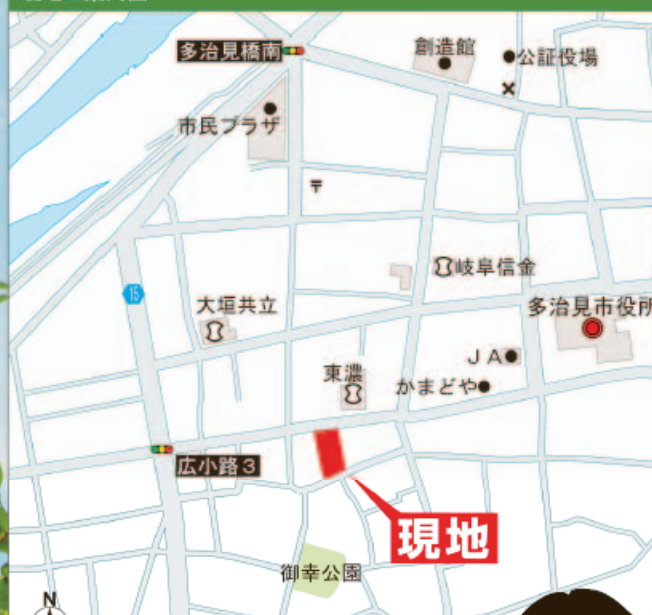 多治見橋南
創造館
公証役場
市民プラザ
〒
岐阜信金
15
大垣共立
多治見市役所
JA
東濃
かまどや
広小路3
現地
御幸公園
N